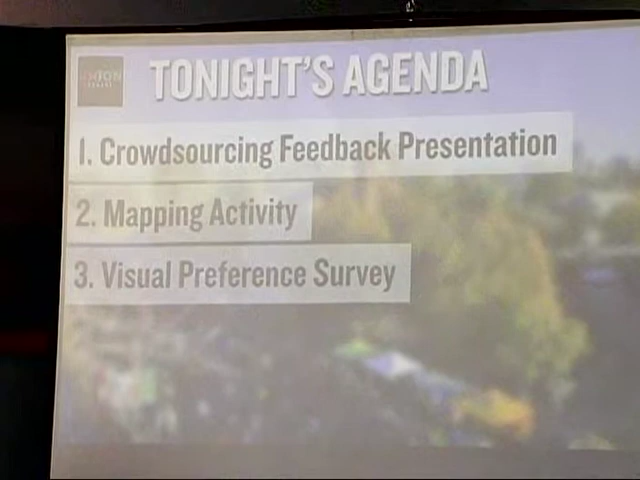 TONIGHT'S AGENDA
1. Crowdsourcing Feedback Presentation
2. Mapping Activity
3. Visual Preference Survey